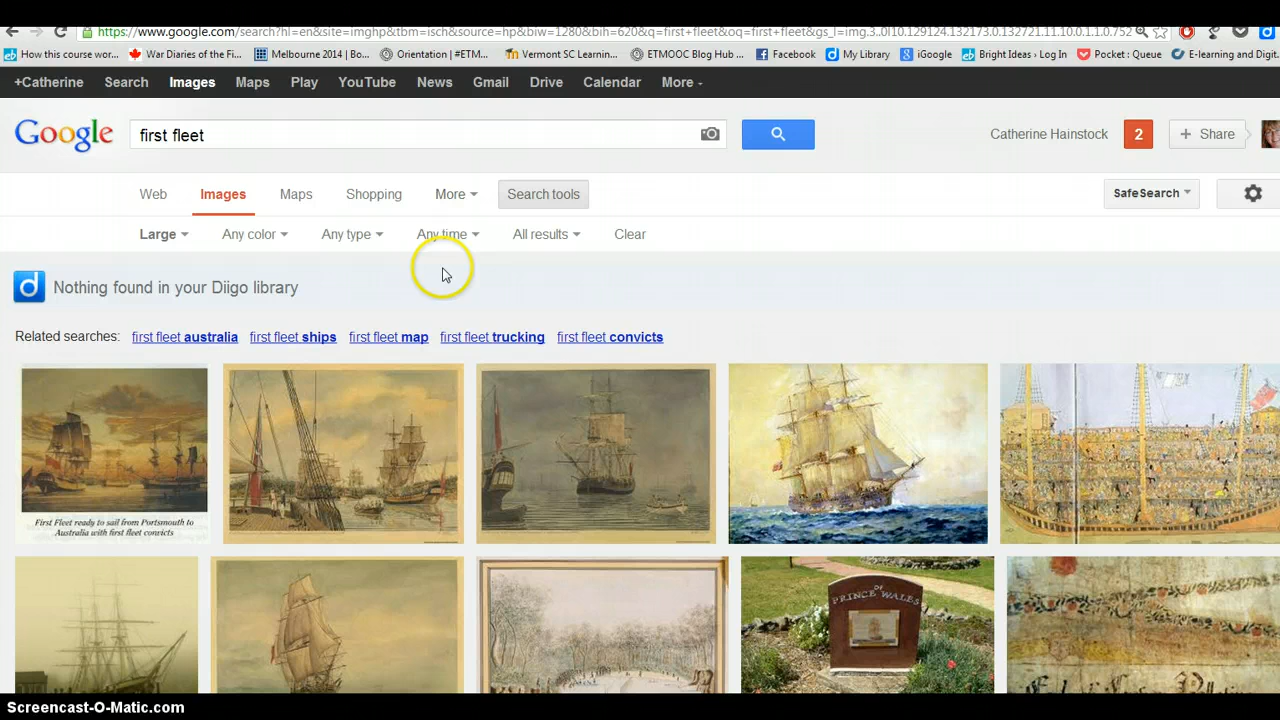 https://www.google.com/search?hl=en&site=imghp&tbm=isch&source=hp&biw=1280&bih=620&q=first+fleet&oq=first+fleet&gs_l=img.3..0l10.129124.132173.0.132721.11.10.0.1.1.0.752
How this course wor... War Diaries of the Fi... Melbourne 2014 | Bo... Orientation | #ETM... Vermont SC Learnin... ETMOOC Blog Hub ... Facebook My Library iGoogle Bright Ideas › Log In Pocket : Queue E-learning and Digit
+Catherine Search Images Maps Play YouTube News Gmail Drive Calendar More
Google first fleet Catherine Hainstock 2 + Share
Web Images Maps Shopping More Search tools SafeSearch
Large Any color Any type Any time All results Clear
d Nothing found in your Diigo library
Related searches: first fleet australia first fleet ships first fleet map first fleet trucking first fleet convicts
First Fleet ready to sail from Portsmouth to
Australia with first fleet convicts
PRINCE OF WALES
Screencast-O-Matic.com